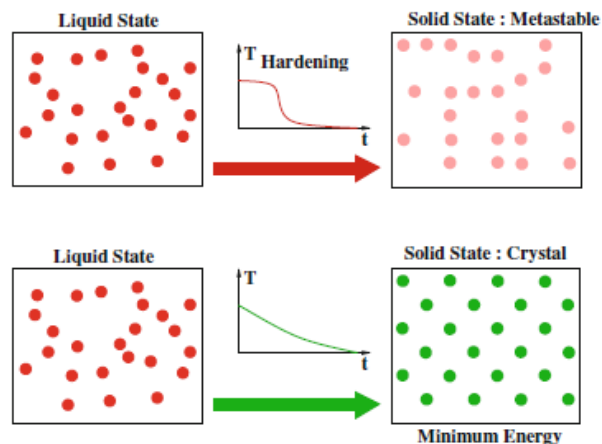 Liquid State
Solid State : Metastable
T
Hardening
t
Liquid State
Solid State : Crystal
T
t
Minimum Energy